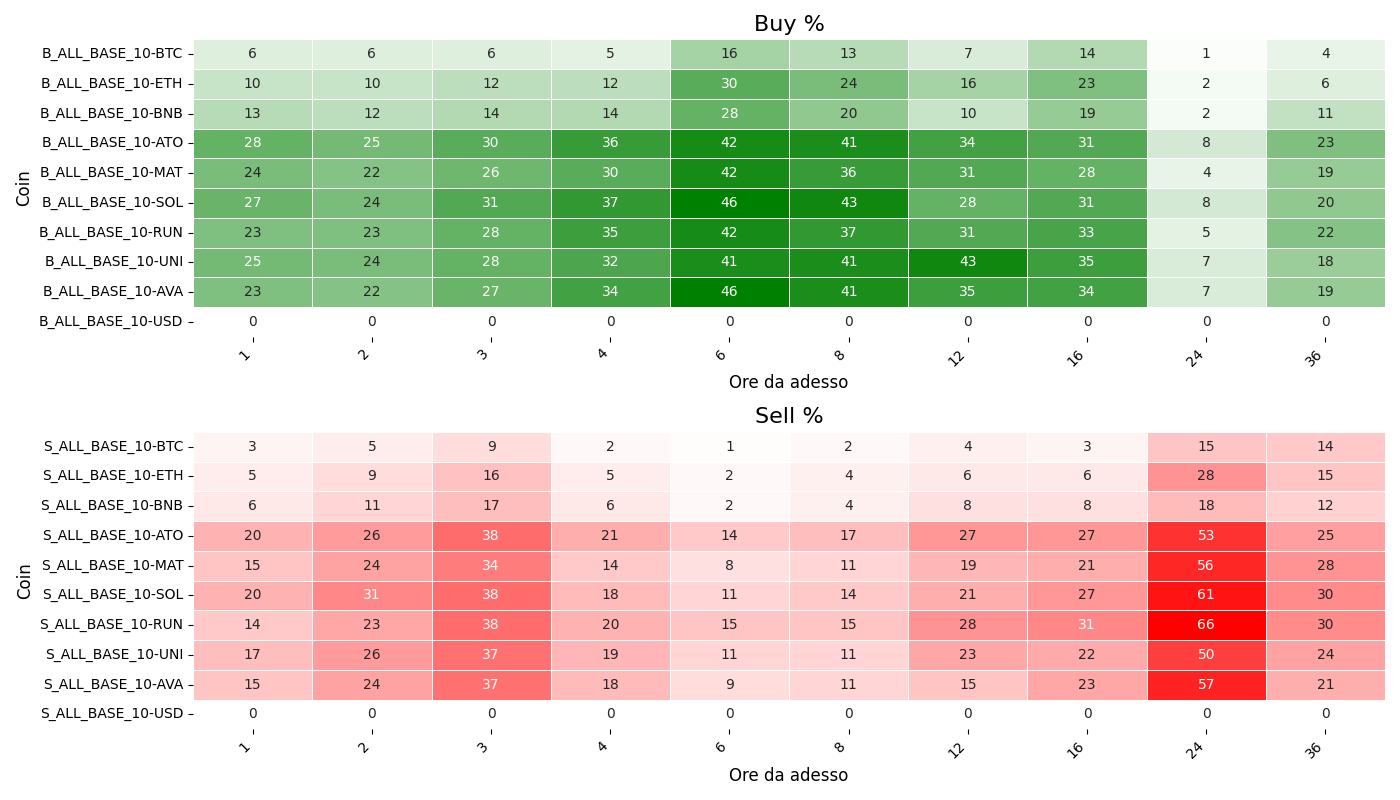 Buy %
Coin
B_ALL_BASE_10-BTC 6 6 6 5 16 13 7 14 1 4
B_ALL_BASE_10-ETH 10 10 12 12 30 24 16 23 2 6
B_ALL_BASE_10-BNB 13 12 14 14 28 20 10 19 2 11
B_ALL_BASE_10-ATO 28 25 30 36 42 41 34 31 8 23
B_ALL_BASE_10-MAT 24 22 26 30 42 36 31 28 4 19
B_ALL_BASE_10-SOL 27 24 31 37 46 43 28 31 8 20
B_ALL_BASE_10-RUN 23 23 28 35 42 37 31 33 5 22
B_ALL_BASE_10-UNI 25 24 28 32 41 41 43 35 7 18
B_ALL_BASE_10-AVA 23 22 27 34 46 41 35 34 7 19
B_ALL_BASE_10-USD 0 0 0 0 0 0 0 0 0 0
1 2 3 4 6 8 12 16 24 36
Ore da adesso
Sell %
Coin
S_ALL_BASE_10-BTC 3 5 9 2 1 2 4 3 15 14
S_ALL_BASE_10-ETH 5 9 16 5 2 4 6 6 28 15
S_ALL_BASE_10-BNB 6 11 17 6 2 4 8 8 18 12
S_ALL_BASE_10-ATO 20 26 38 21 14 17 27 27 53 25
S_ALL_BASE_10-MAT 15 24 34 14 8 11 19 21 56 28
S_ALL_BASE_10-SOL 20 31 38 18 11 14 21 27 61 30
S_ALL_BASE_10-RUN 14 23 38 20 15 15 28 31 66 30
S_ALL_BASE_10-UNI 17 26 37 19 11 11 23 22 50 24
S_ALL_BASE_10-AVA 15 24 37 18 9 11 15 23 57 21
S_ALL_BASE_10-USD 0 0 0 0 0 0 0 0 0 0
1 2 3 4 6 8 12 16 24 36
Ore da adesso